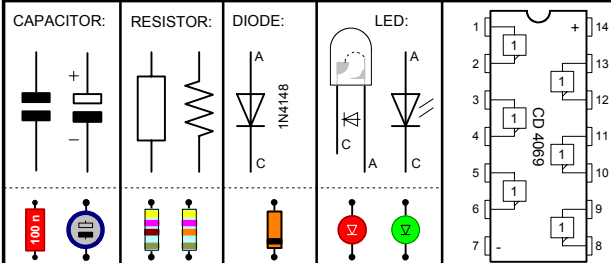 CAPACITOR:
+
–
100 n
RESISTOR:
DIODE:
A
1N4148
C
LED:
C
A
A
C
1
2
3
4
5
6
7
14
13
12
11
10
9
8
+
-
1
1
1
1
1
1
CD 4069